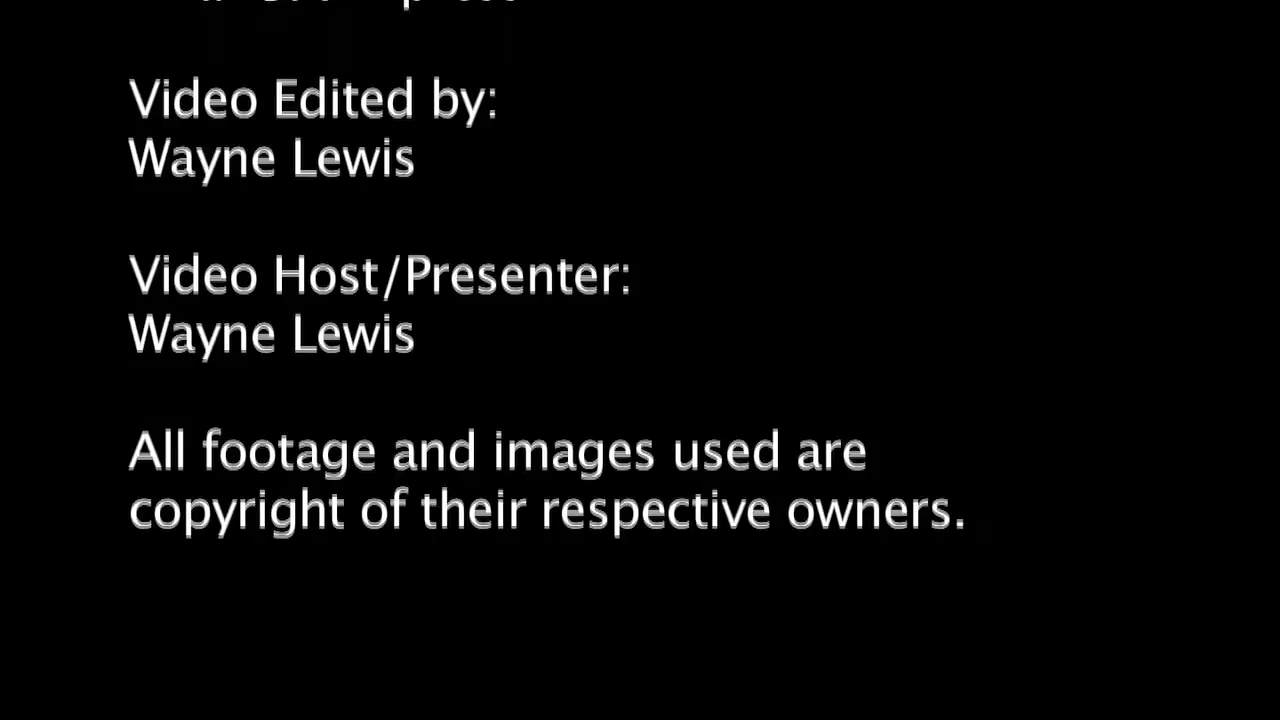 Video Edited by:
Wayne Lewis
Video Host/Presenter:
Wayne Lewis
All footage and images used are
copyright of their respective owners.